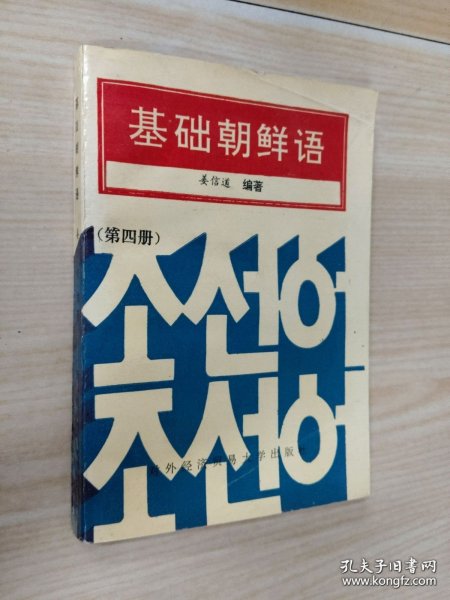 基础朝鲜语
姜信道 编著
(第四册)
조선어
조선어
对外经济贸易大学出版社
孔夫子旧书网
www.kongfz.com